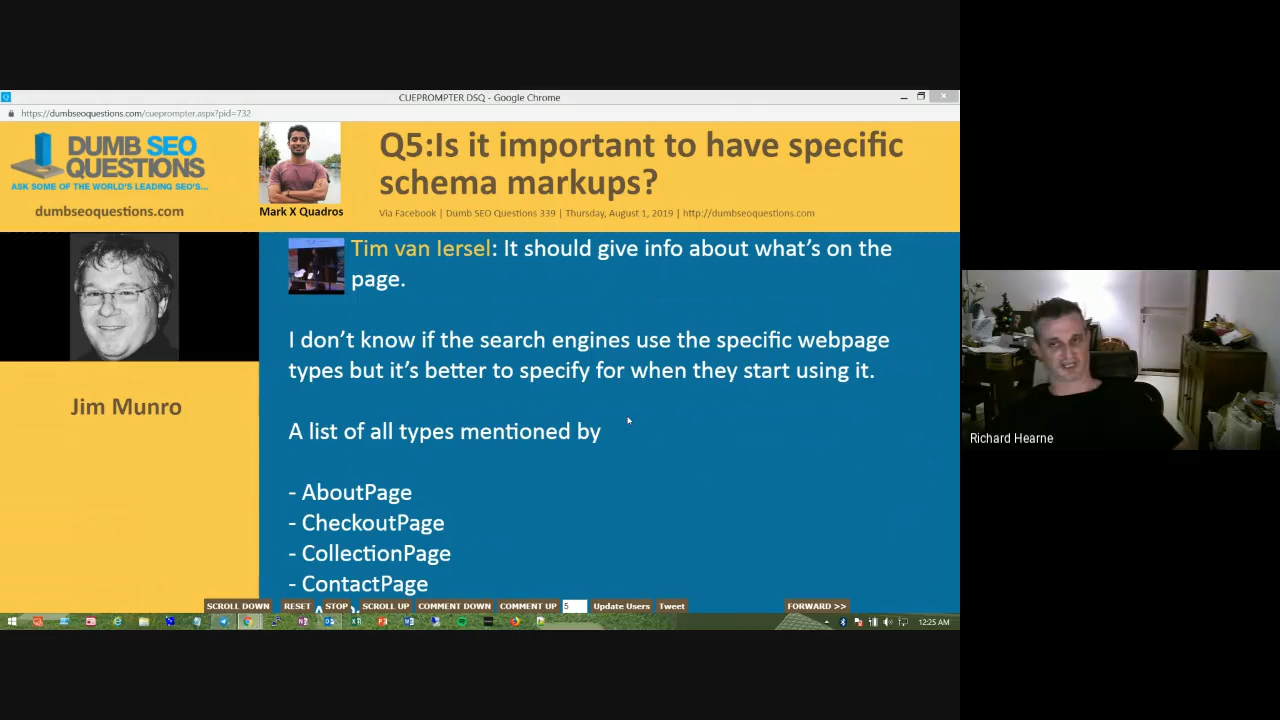 CUEPROMPTER DSQ - Google Chrome
https://dumbseoquestions.com/cueprompter.aspx?pid=732
DUMB SEO
QUESTIONS
ASK SOME OF THE WORLD'S LEADING SEO'S...
dumbseoquestions.com
Mark X Quadros
Q5:Is it important to have specific
schema markups?
Via Facebook | Dumb SEO Questions 339 | Thursday, August 1, 2019 | http://dumbseoquestions.com
Jim Munro
Tim van Iersel: It should give info about what's on the
page.
I don't know if the search engines use the specific webpage
types but it's better to specify for when they start using it.
A list of all types mentioned by
- AboutPage
- CheckoutPage
- CollectionPage
- ContactPage
SCROLL DOWN RESET STOP SCROLL UP COMMENT DOWN COMMENT UP 5 Update Users Tweet FORWARD >>
12:25 AM
Richard Hearne